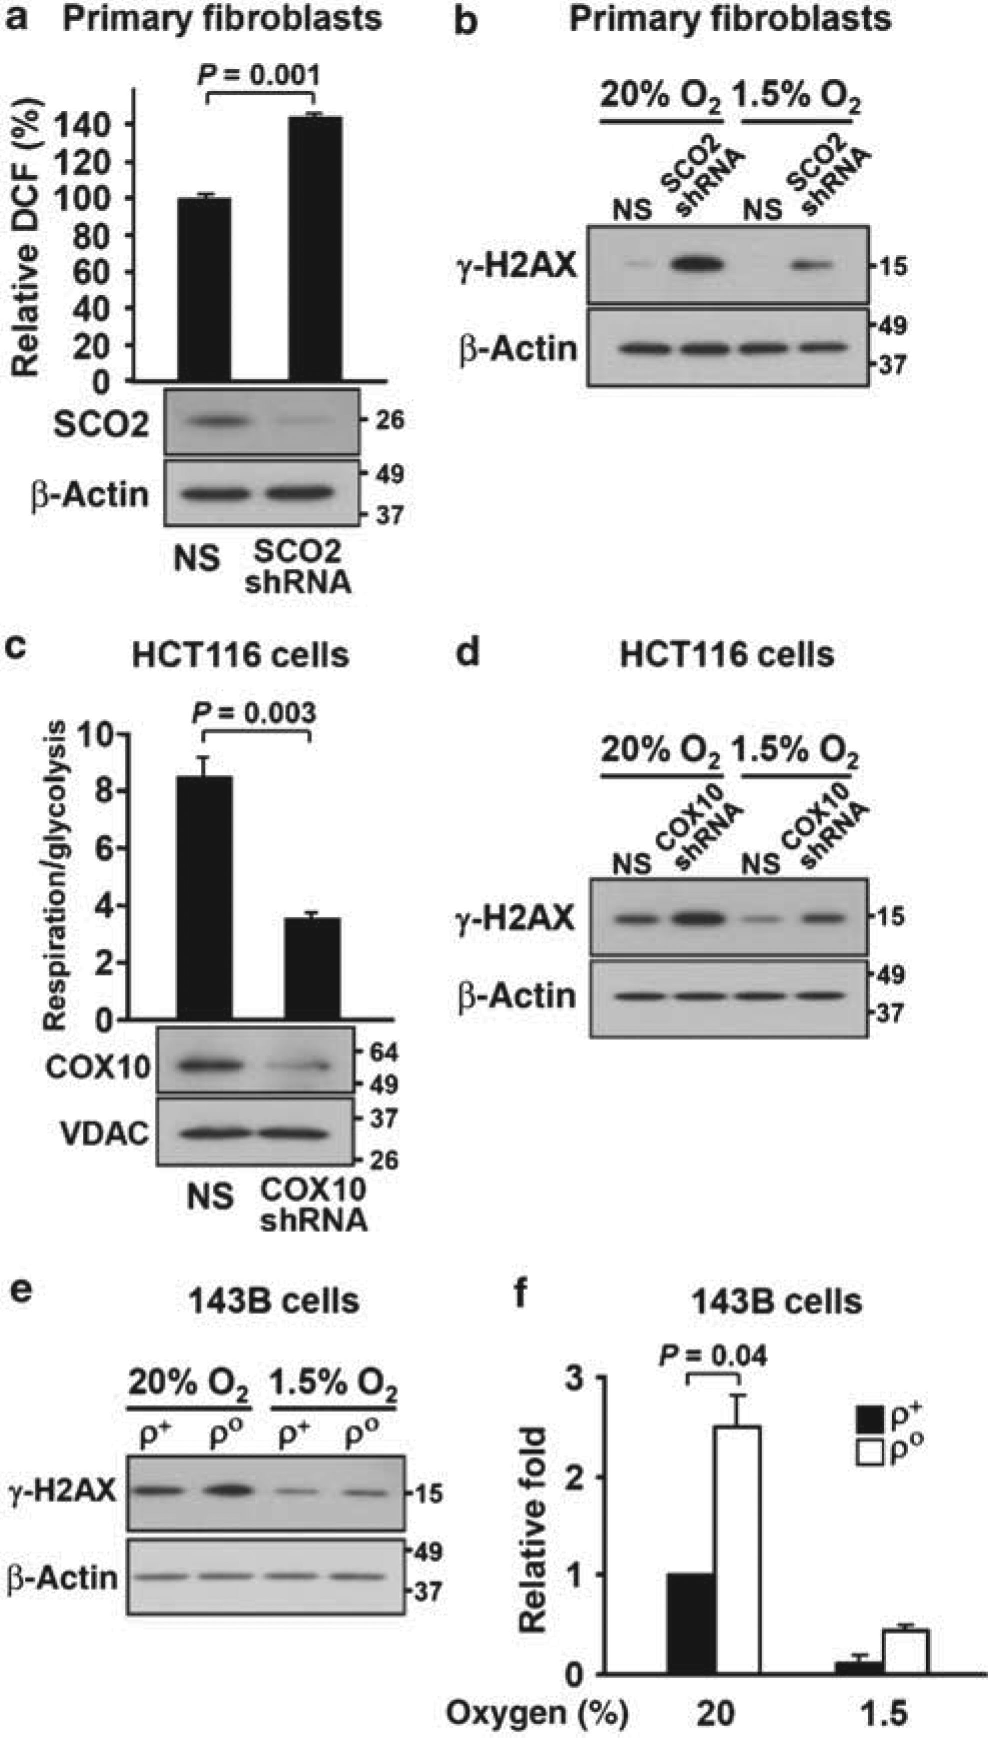 a Primary fibroblasts
P = 0.001
Relative DCF (%)
140
120
100
80
60
40
20
0
SCO2
26
β-Actin
49
37
NS
SCO2
shRNA
b Primary fibroblasts
20% O₂ 1.5% O₂
NS SCO2 shRNA NS SCO2 shRNA
γ-H2AX
15
β-Actin
49
37
c HCT116 cells
P = 0.003
Respiration/glycolysis
10
8
6
4
2
0
COX10
64
49
VDAC
37
26
NS
COX10
shRNA
d HCT116 cells
20% O₂ 1.5% O₂
NS COX10 shRNA NS COX10 shRNA
γ-H2AX
15
β-Actin
49
37
e 143B cells
20% O₂ 1.5% O₂
ρ⁺ ρ⁰ ρ⁺ ρ⁰
γ-H2AX
15
β-Actin
49
37
f 143B cells
P = 0.04
Relative fold
3
2
1
0
ρ⁺
ρ⁰
Oxygen (%) 20 1.5